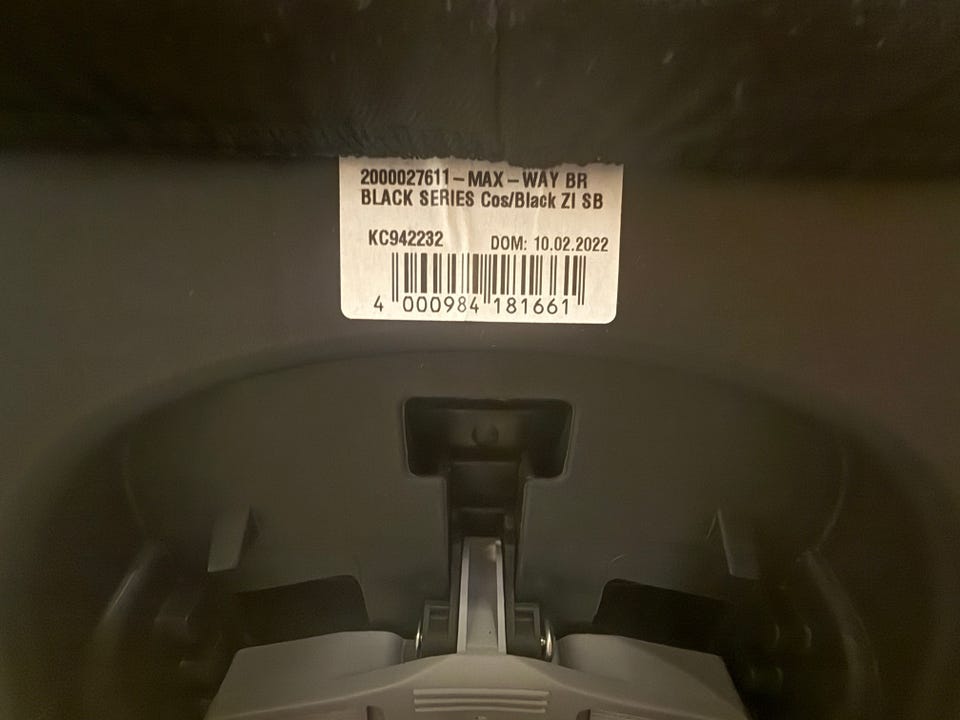 2000027611-MAX-WAY BR
BLACK SERIES Cos/Black ZI SB
KC942232 DOM: 10.02.2022
4 000984 181661